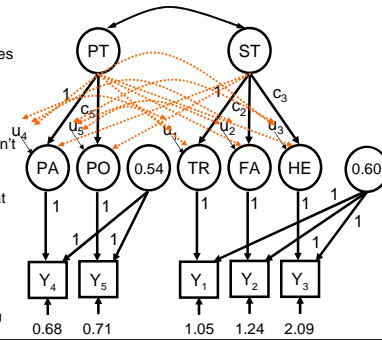 es
PT ST
1 c5 1 c2 c3
u4 u5 u1 u2 u3
n't
PA PO 0.54 TR FA HE 0.60
at
1 1 1 1 1 1 1 1 1 1
Y4 Y5 Y1 Y2 Y3
0.68 0.71 1.05 1.24 2.09